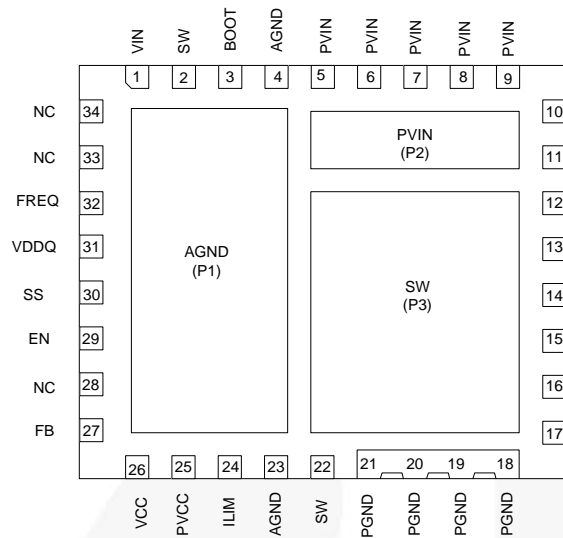 VIN SW BOOT AGND PVIN PVIN PVIN PVIN PVIN
1 2 3 4 5 6 7 8 9
NC 34 10
NC 33 11
PVIN
(P2)
FREQ 32 12
VDDQ 31 13
AGND
(P1)
SW
(P3)
SS 30 14
EN 29 15
NC 28 16
FB 27 17
26 25 24 23 22 21 20 19 18
VCC PVCC ILIM AGND SW PGND PGND PGND PGND